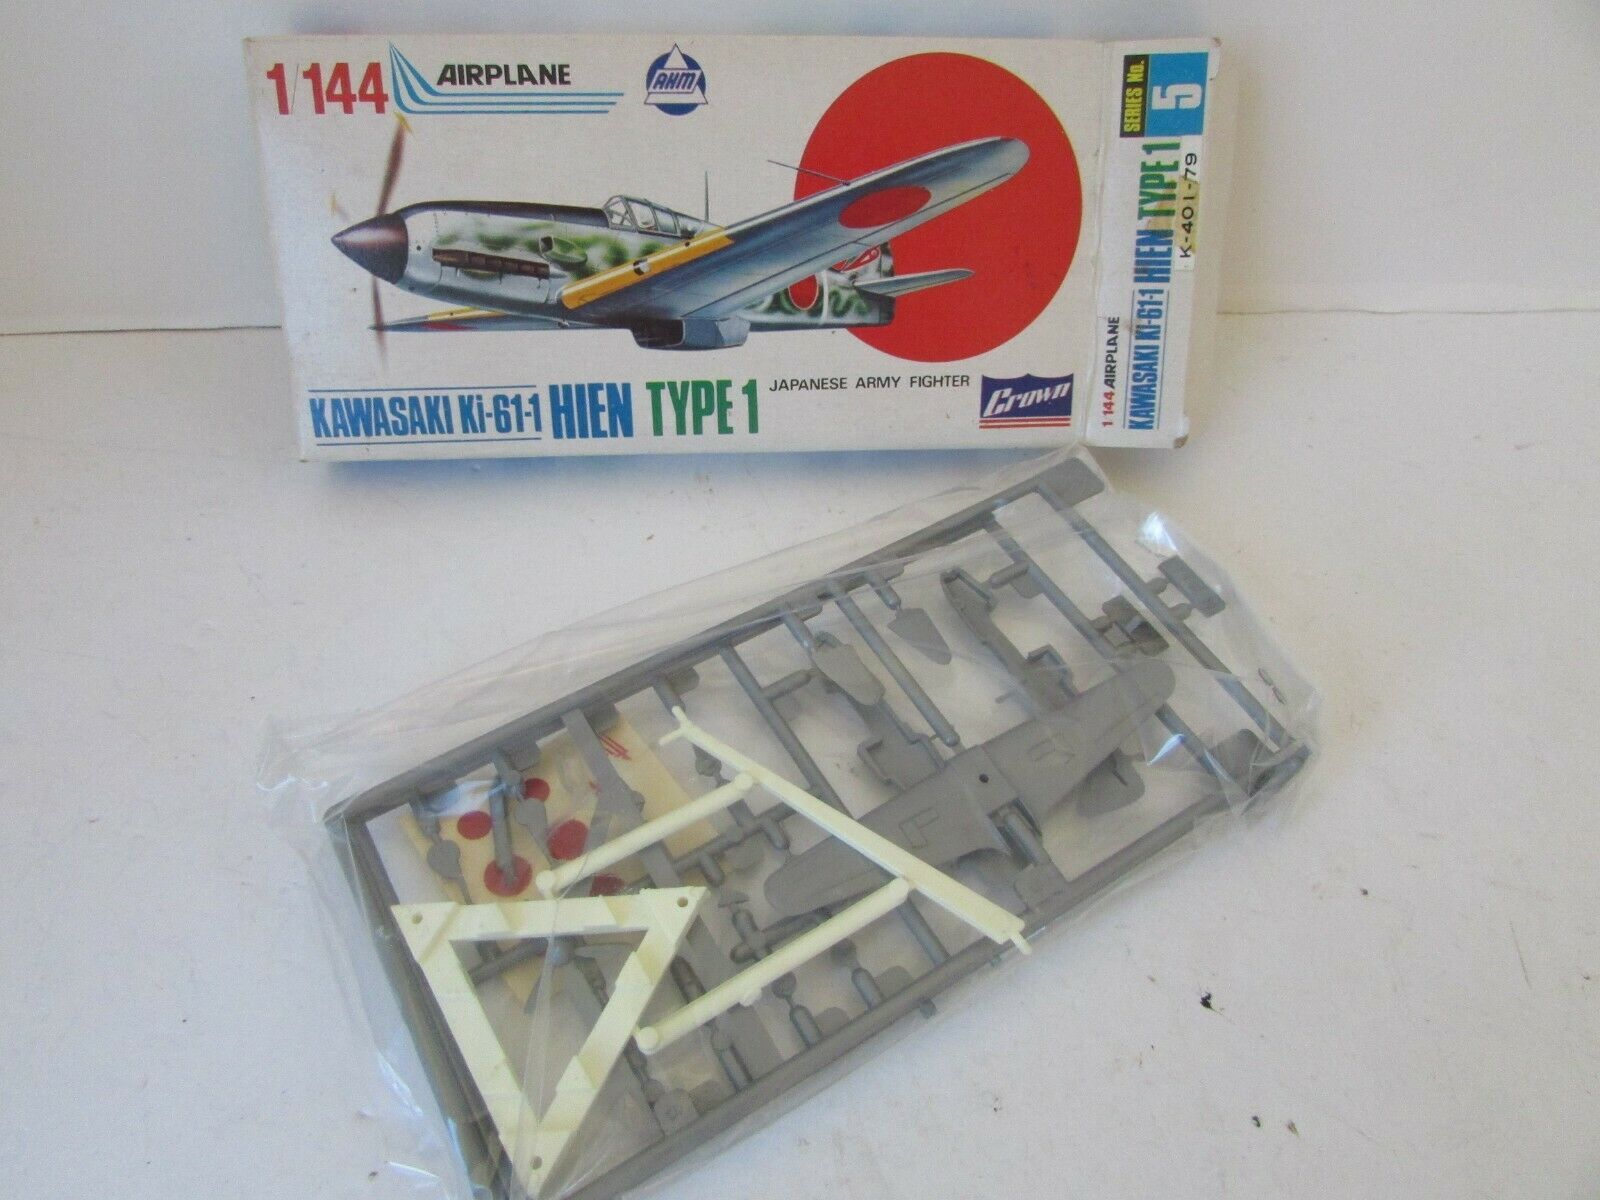 1/144 AIRPLANE
AHM
KAWASAKI Ki-61-1 HIEN TYPE 1
JAPANESE ARMY FIGHTER
Crown
1/144 AIRPLANE
KAWASAKI Ki-61-1 HIEN TYPE 1
K-401-79
SERIES No.
5